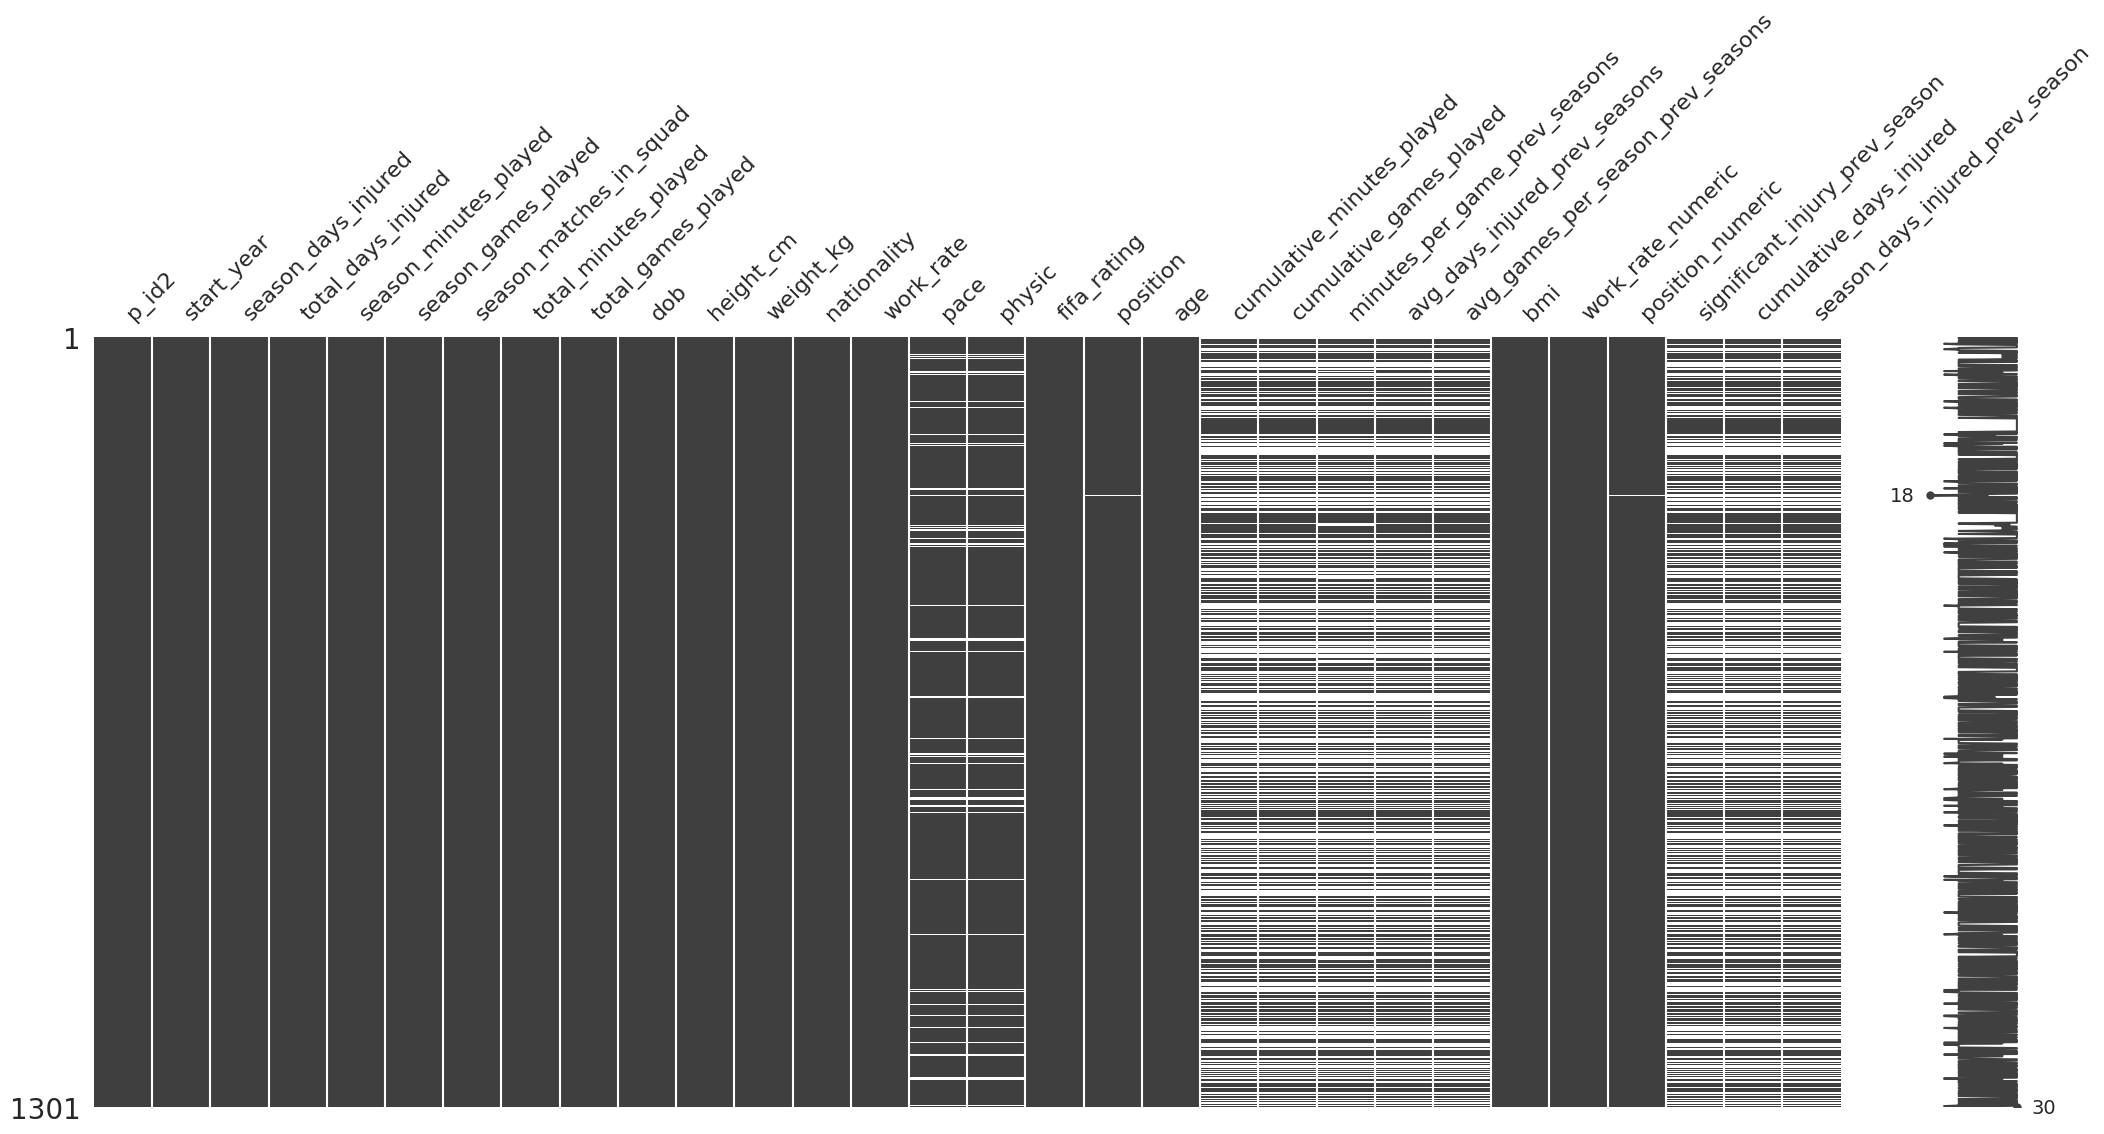 p_id2
start_year
season_days_injured
total_days_injured
season_minutes_played
season_games_played
season_matches_in_squad
total_minutes_played
total_games_played
dob
height_cm
weight_kg
nationality
work_rate
pace
physic
fifa_rating
position
age
cumulative_minutes_played
cumulative_games_played
minutes_per_game_prev_seasons
avg_days_injured_prev_seasons
avg_games_per_season_prev_seasons
bmi
work_rate_numeric
position_numeric
significant_injury_prev_season
cumulative_days_injured
season_days_injured_prev_season
1
18
1301
30